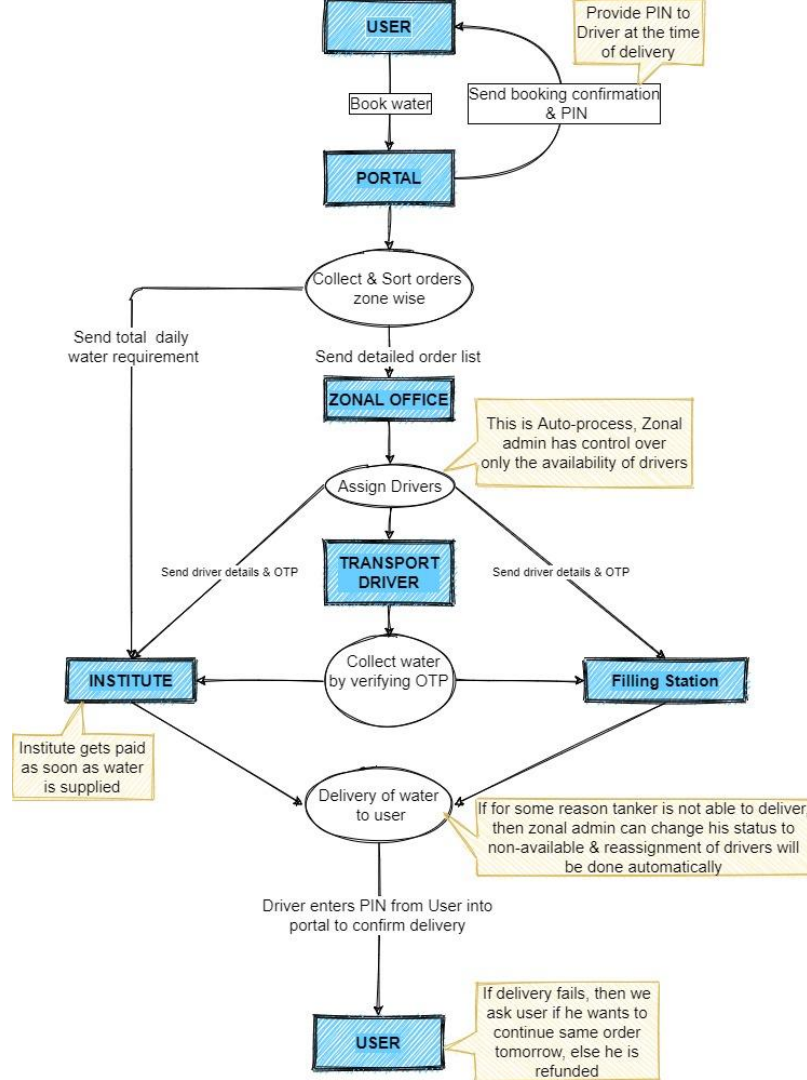 USER
Provide PIN to
Driver at the time
of delivery
Book water
Send booking confirmation
& PIN
PORTAL
Collect & Sort orders
zone wise
Send total daily
water requirement
Send detailed order list
ZONAL OFFICE
This is Auto-process, Zonal
admin has control over
only the availability of drivers
Assign Drivers
Send driver details & OTP
TRANSPORT
DRIVER
Send driver details & OTP
INSTITUTE
Collect water
by verifying OTP
Filling Station
Institute gets paid
as soon as water
is supplied
Delivery of water
to user
If for some reason tanker is not able to deliver,
then zonal admin can change his status to
non-available & reassignment of drivers will
be done automatically
Driver enters PIN from User into
portal to confirm delivery
USER
If delivery fails, then we
ask user if he wants to
continue same order
tomorrow, else he is
refunded